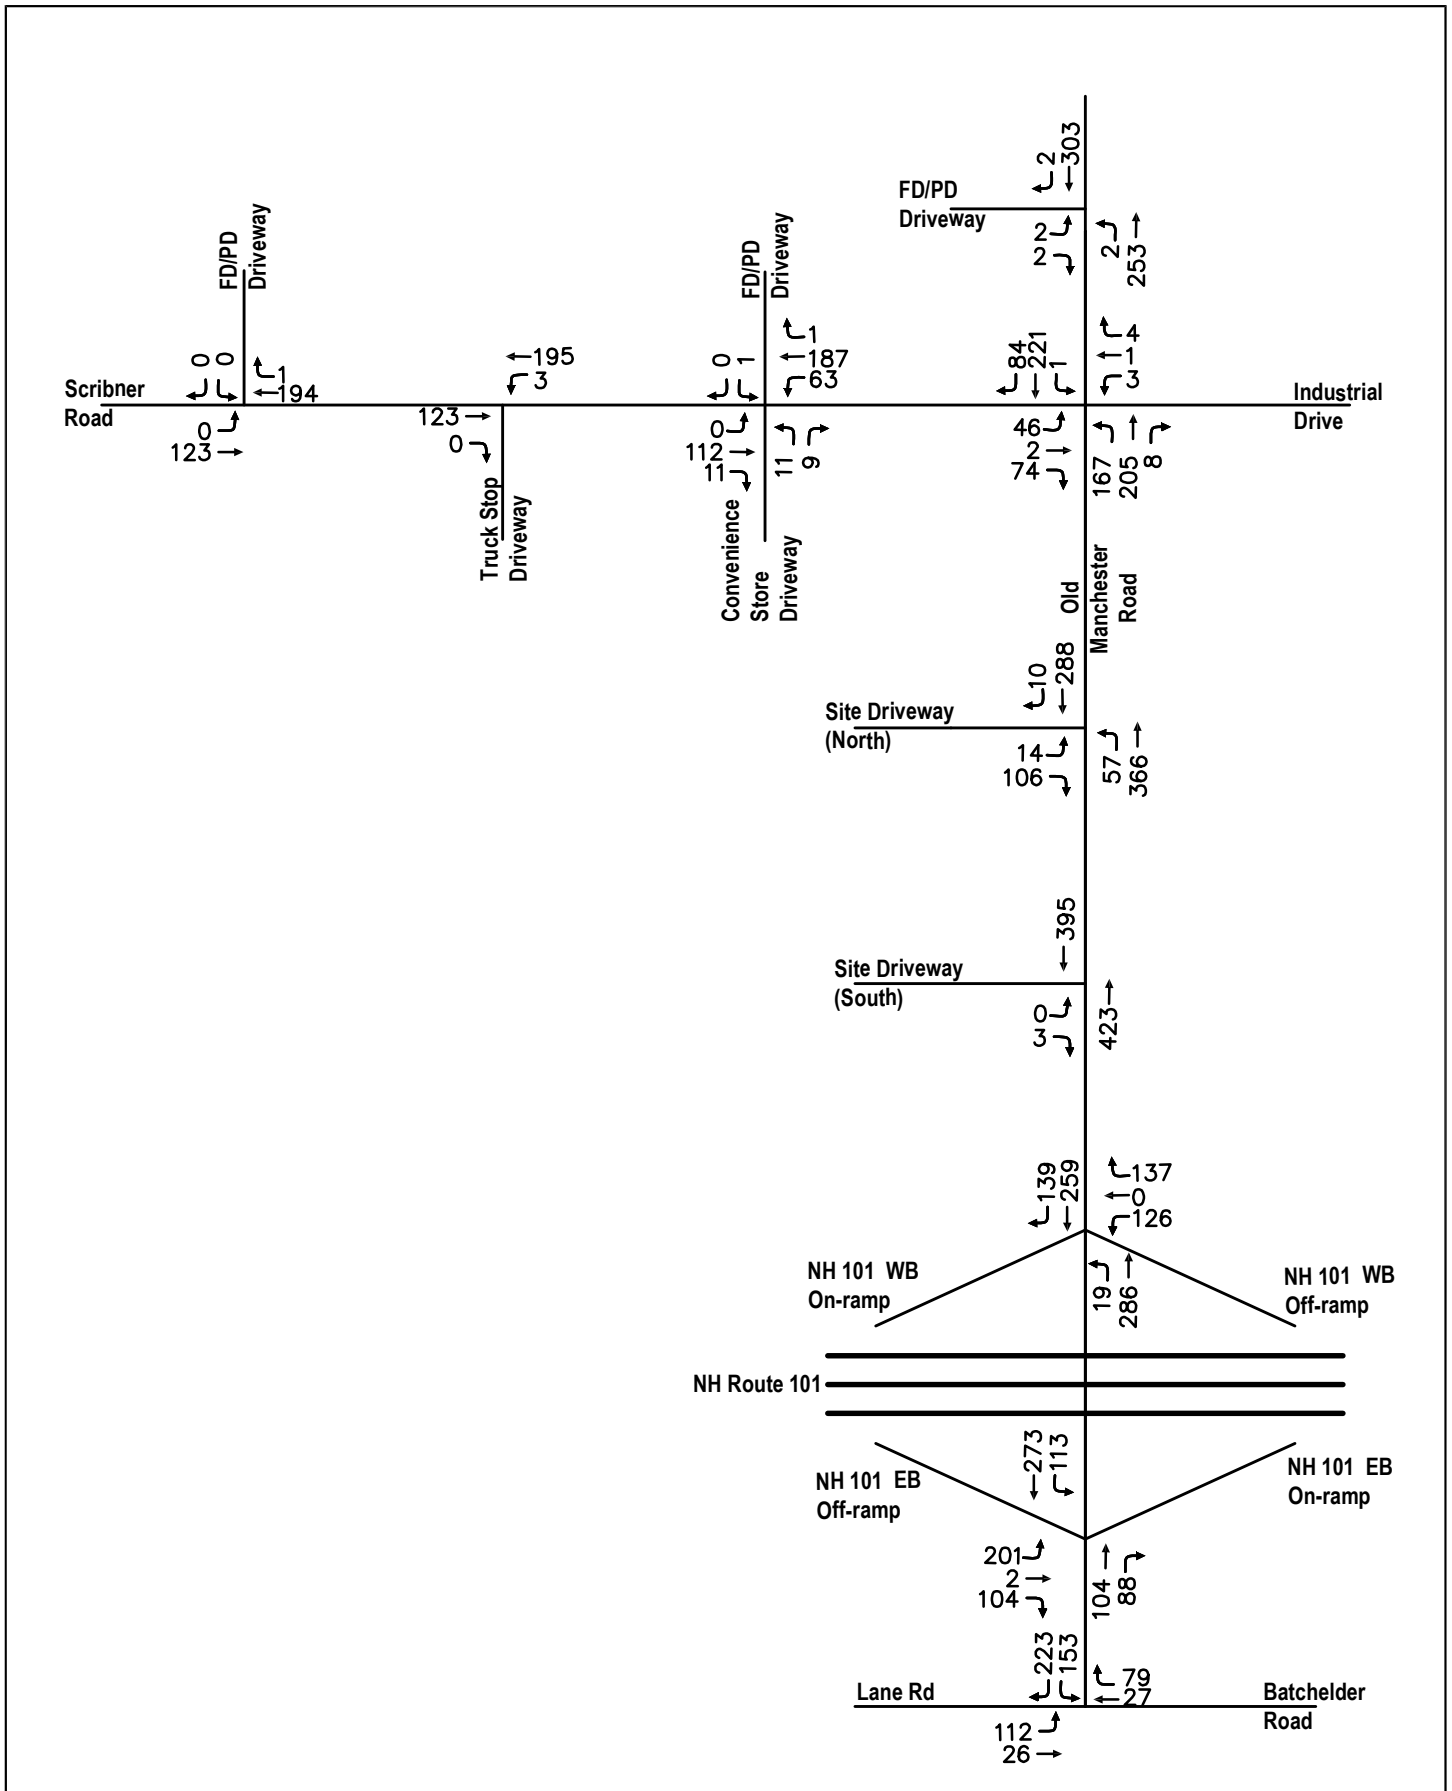 2
303
FD/PD
Driveway
2
2
2
253
FD/PD
Driveway
FD/PD
Driveway
0
0
1
194
Scribner
Road
0
123
195
3
123
0
Truck Stop
Driveway
0
1
1
187
63
0
112
11
11
9
Convenience
Store
Driveway
84
221
1
4
1
3
Industrial
Drive
46
2
74
167
205
8
Old
Manchester
Road
10
288
Site Driveway
(North)
14
106
57
366
395
Site Driveway
(South)
0
3
423
139
259
137
0
126
NH 101 WB
On-ramp
19
286
NH 101 WB
Off-ramp
NH Route 101
273
113
NH 101 EB
Off-ramp
NH 101 EB
On-ramp
201
2
104
104
88
223
153
79
27
Lane Rd
Batchelder
Road
112
26